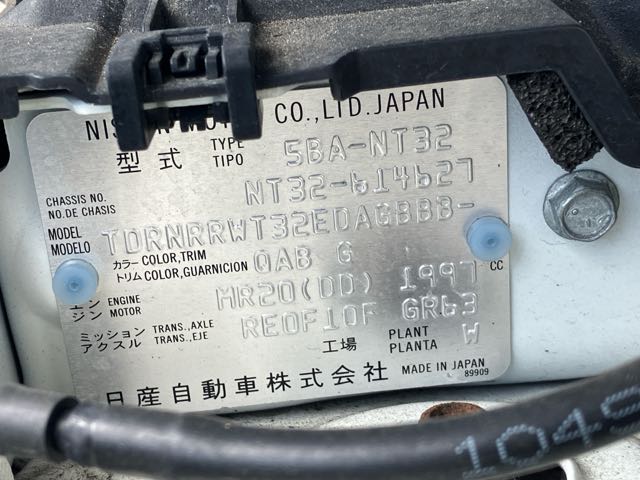 CO.,LTD.JAPAN
型式 TYPE TIPO 5BA-NT32
CHASSIS NO. NO.DE CHASIS NT32-614627
MODEL MODELO TDRNRRWT32EDAGBBB-
カラー COLOR,TRIM トリム COLOR,GUARNICION QAB G
エンジン ENGINE MOTOR MR20(DD) 1997 CC
ミッション アクスル TRANS.,AXLE TRANS.,EJE RE0F10F GR63
工場 PLANT PLANTA W
日産自動車株式会社 MADE IN JAPAN
89909